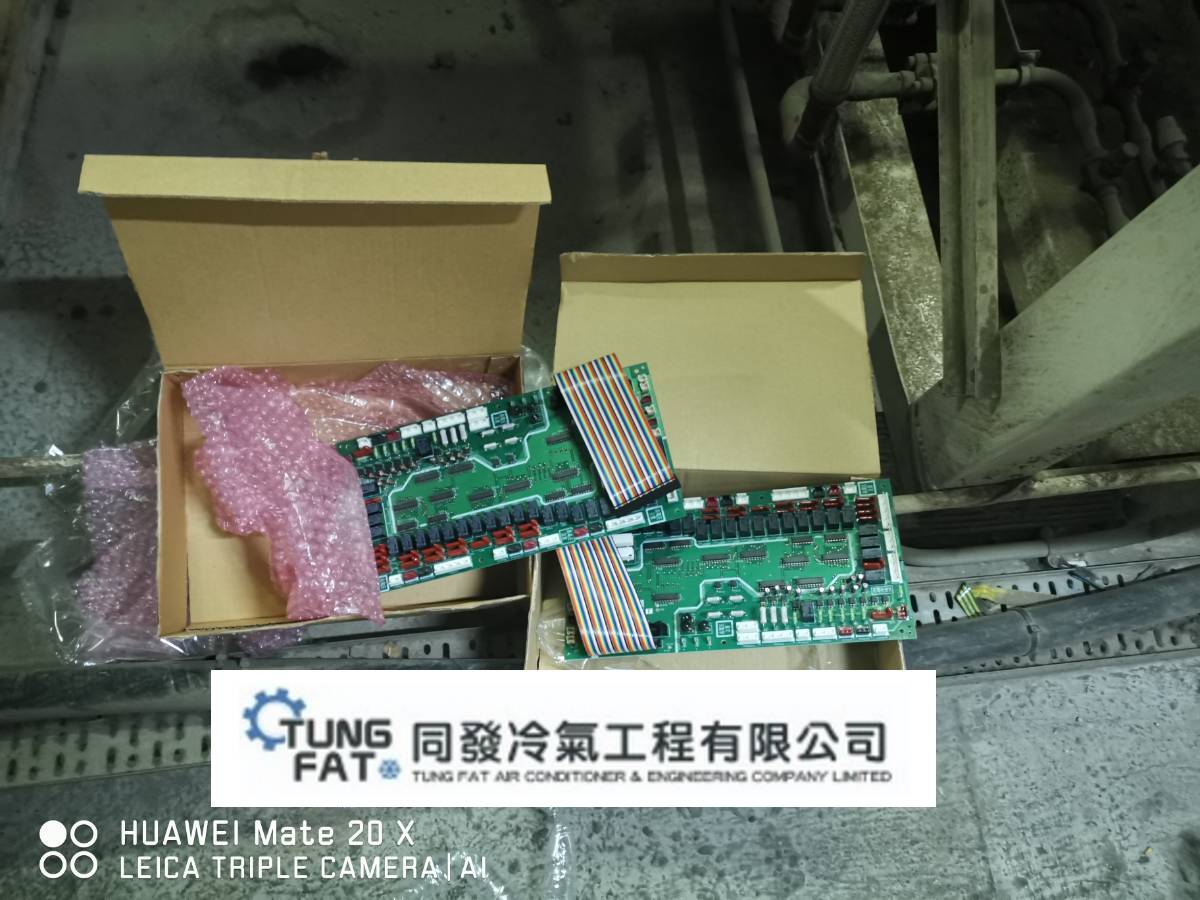 TUNG
FAT
同發冷氣工程有限公司
TUNG FAT AIR CONDITIONER & ENGINEERING COMPANY LIMITED
HUAWEI Mate 20 X
LEICA TRIPLE CAMERA | AI